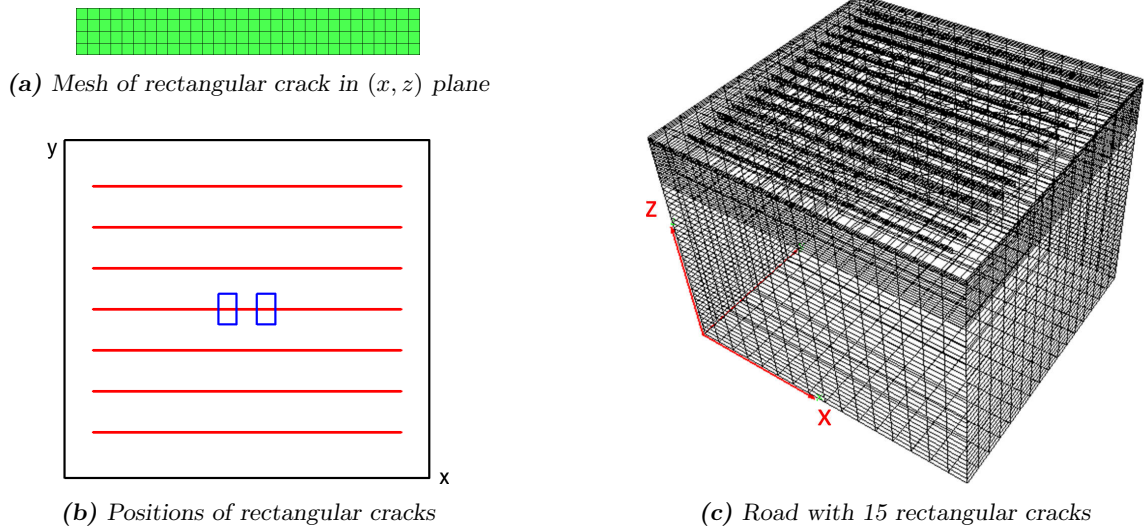 (a) Mesh of rectangular crack in (x, z) plane
y
x
(b) Positions of rectangular cracks
Z
X
(c) Road with 15 rectangular cracks